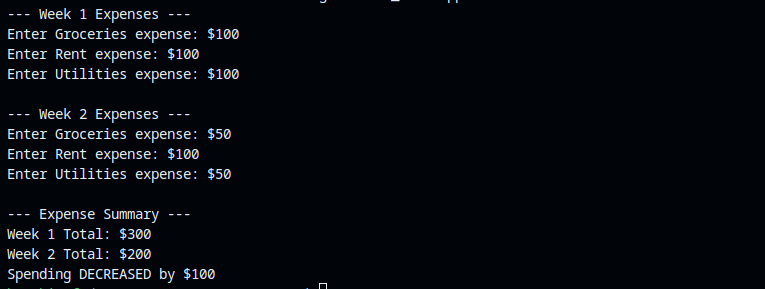 --- Week 1 Expenses ---
Enter Groceries expense: $100
Enter Rent expense: $100
Enter Utilities expense: $100
--- Week 2 Expenses ---
Enter Groceries expense: $50
Enter Rent expense: $100
Enter Utilities expense: $50
--- Expense Summary ---
Week 1 Total: $300
Week 2 Total: $200
Spending DECREASED by $100